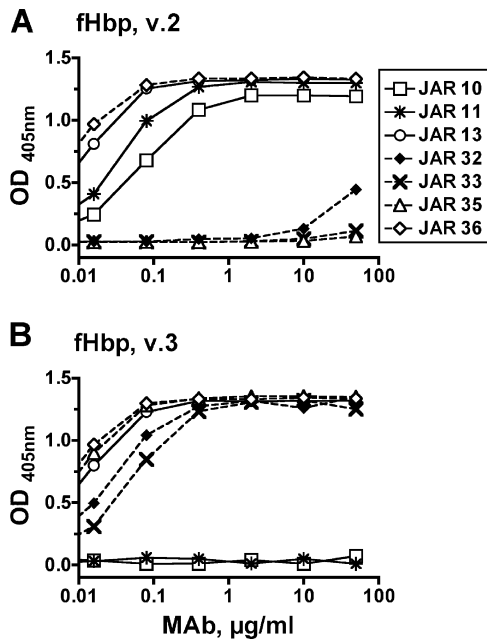 A
fHbp, v.2
1.5
1.0
0.5
0.0
OD 405nm
0.01 0.1 1 10 100
JAR 10
JAR 11
JAR 13
JAR 32
JAR 33
JAR 35
JAR 36
B
fHbp, v.3
1.5
1.0
0.5
0.0
OD 405nm
0.01 0.1 1 10 100
MAb, µg/ml